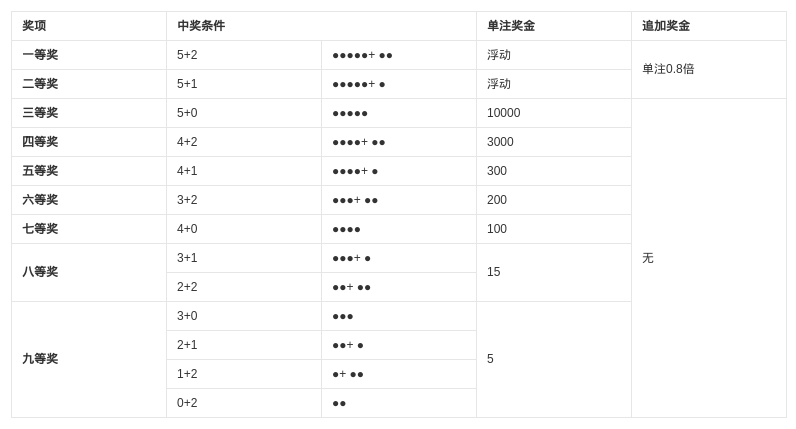 奖项 中奖条件 单注奖金 追加奖金
一等奖 5+2 ●●●●●+ ●● 浮动 单注0.8倍
二等奖 5+1 ●●●●●+ ● 浮动
三等奖 5+0 ●●●●● 10000 无
四等奖 4+2 ●●●●+ ●● 3000
五等奖 4+1 ●●●●+ ● 300
六等奖 3+2 ●●●+ ●● 200
七等奖 4+0 ●●●● 100
八等奖 3+1 ●●●+ ● 15
2+2 ●●+ ●●
九等奖 3+0 ●●● 5
2+1 ●●+ ●
1+2 ●+ ●●
0+2 ●●